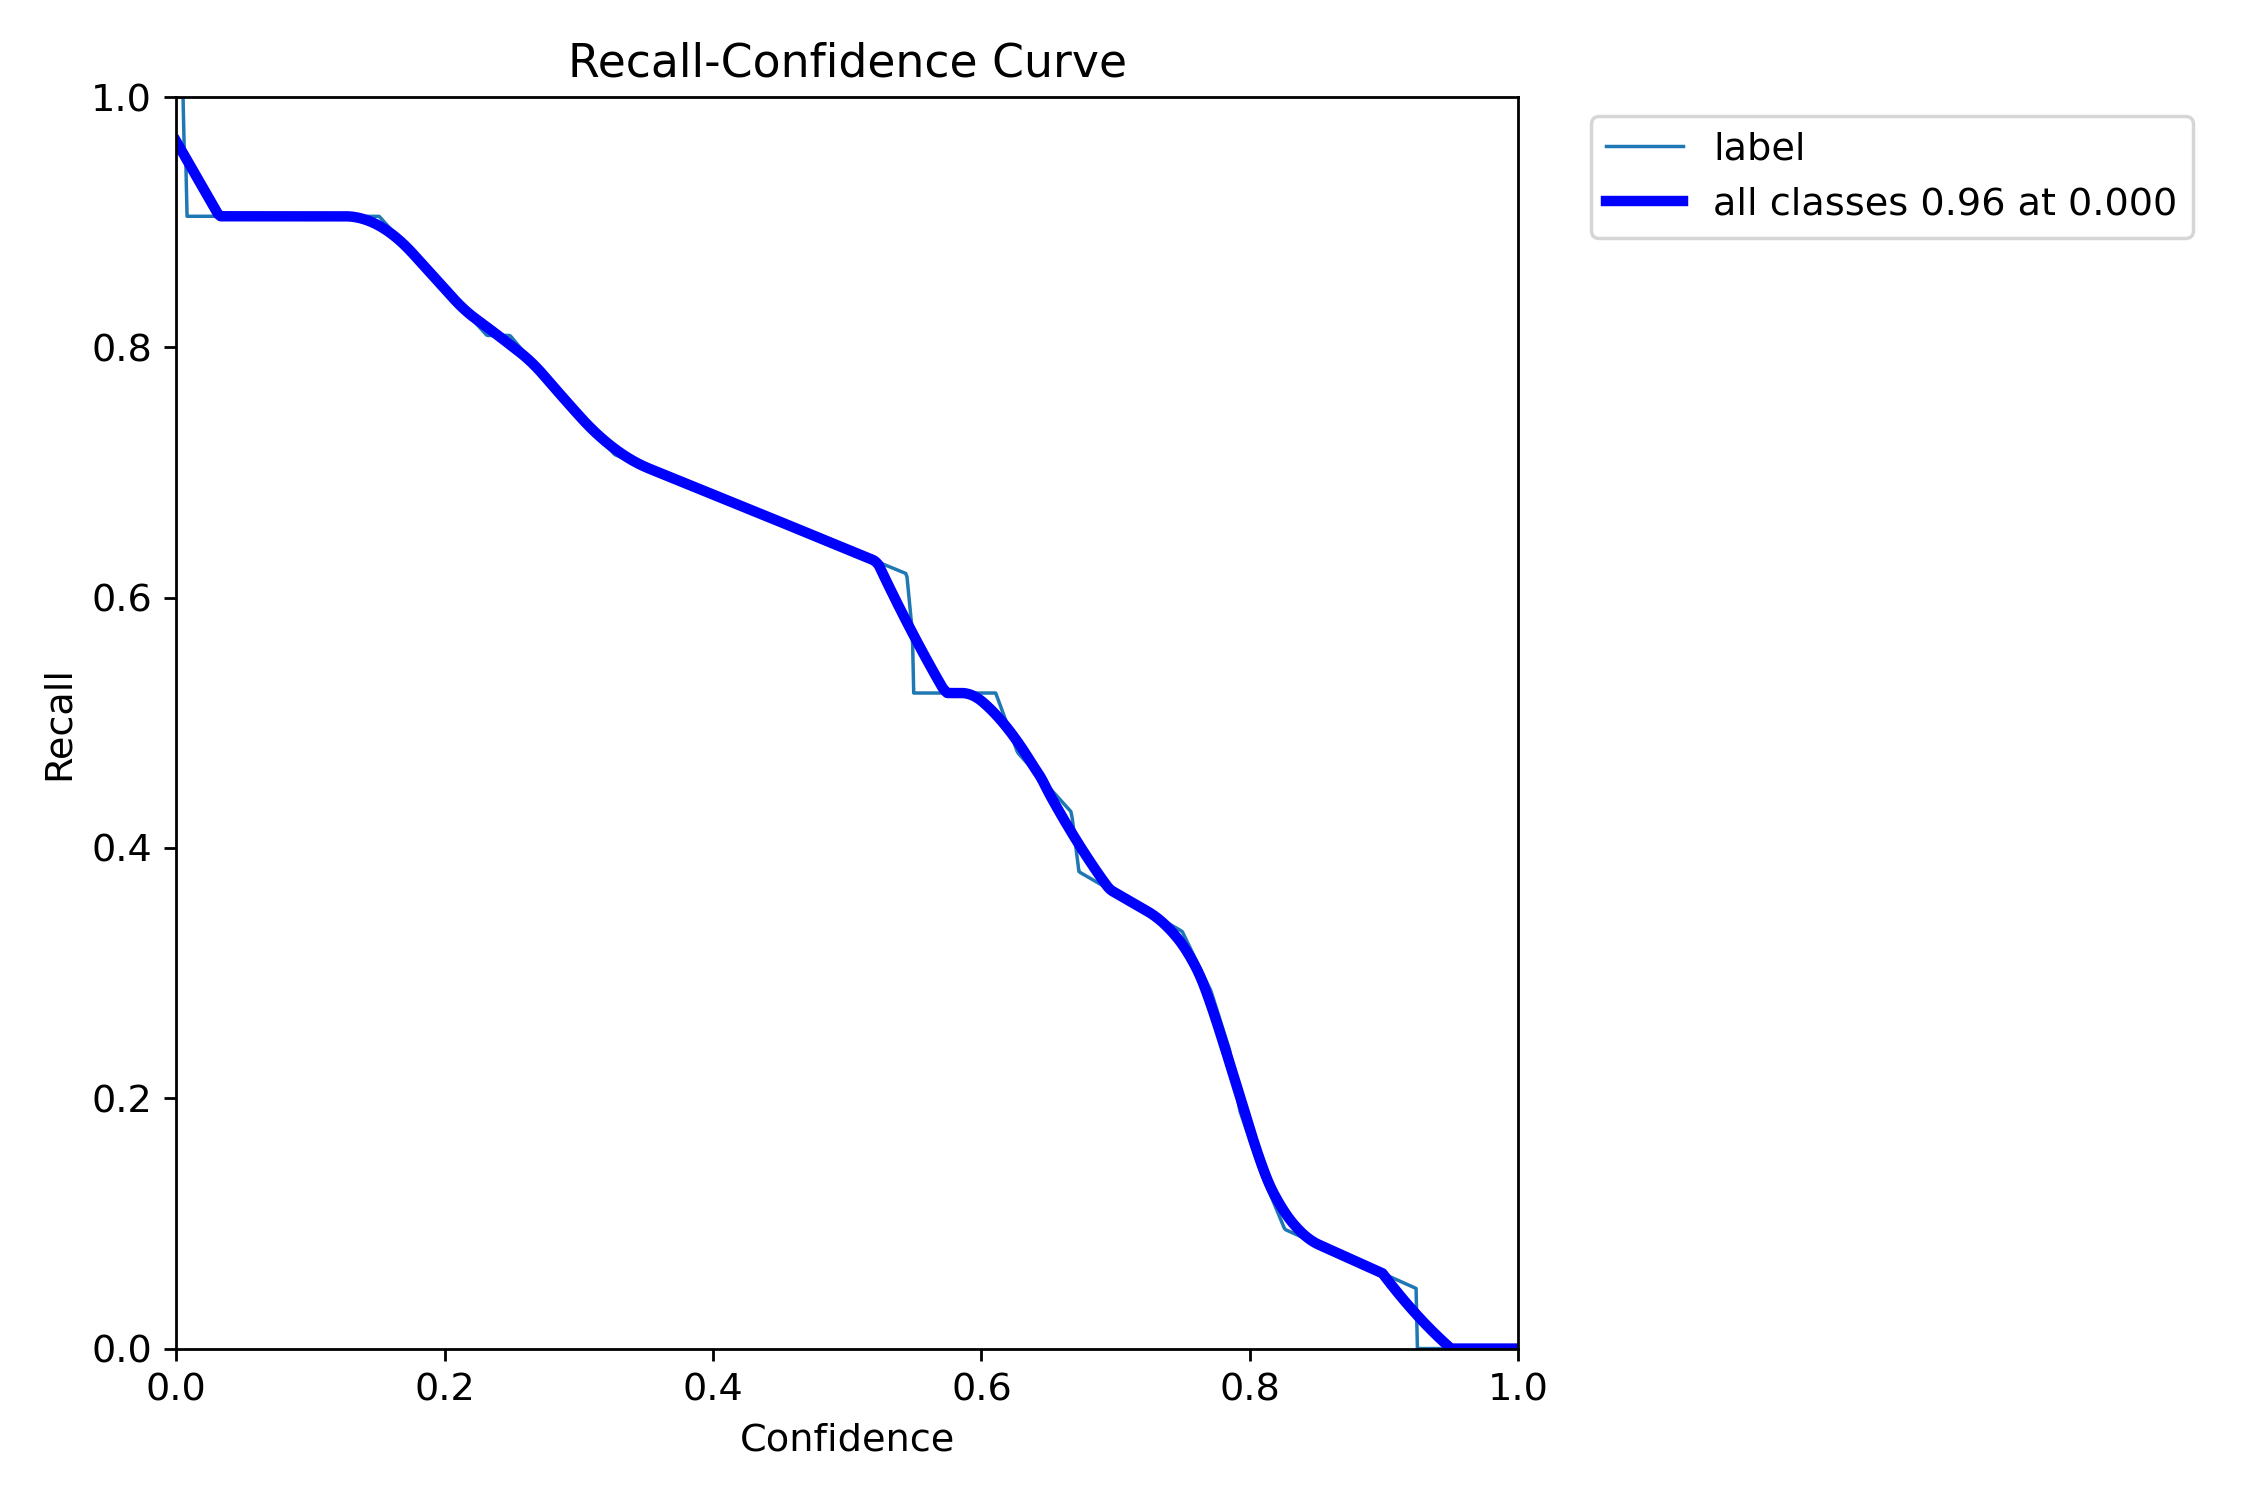 Recall-Confidence Curve
1.0
0.8
0.6
0.4
0.2
0.0
Recall
0.0 0.2 0.4 0.6 0.8 1.0
Confidence
label
all classes 0.96 at 0.000